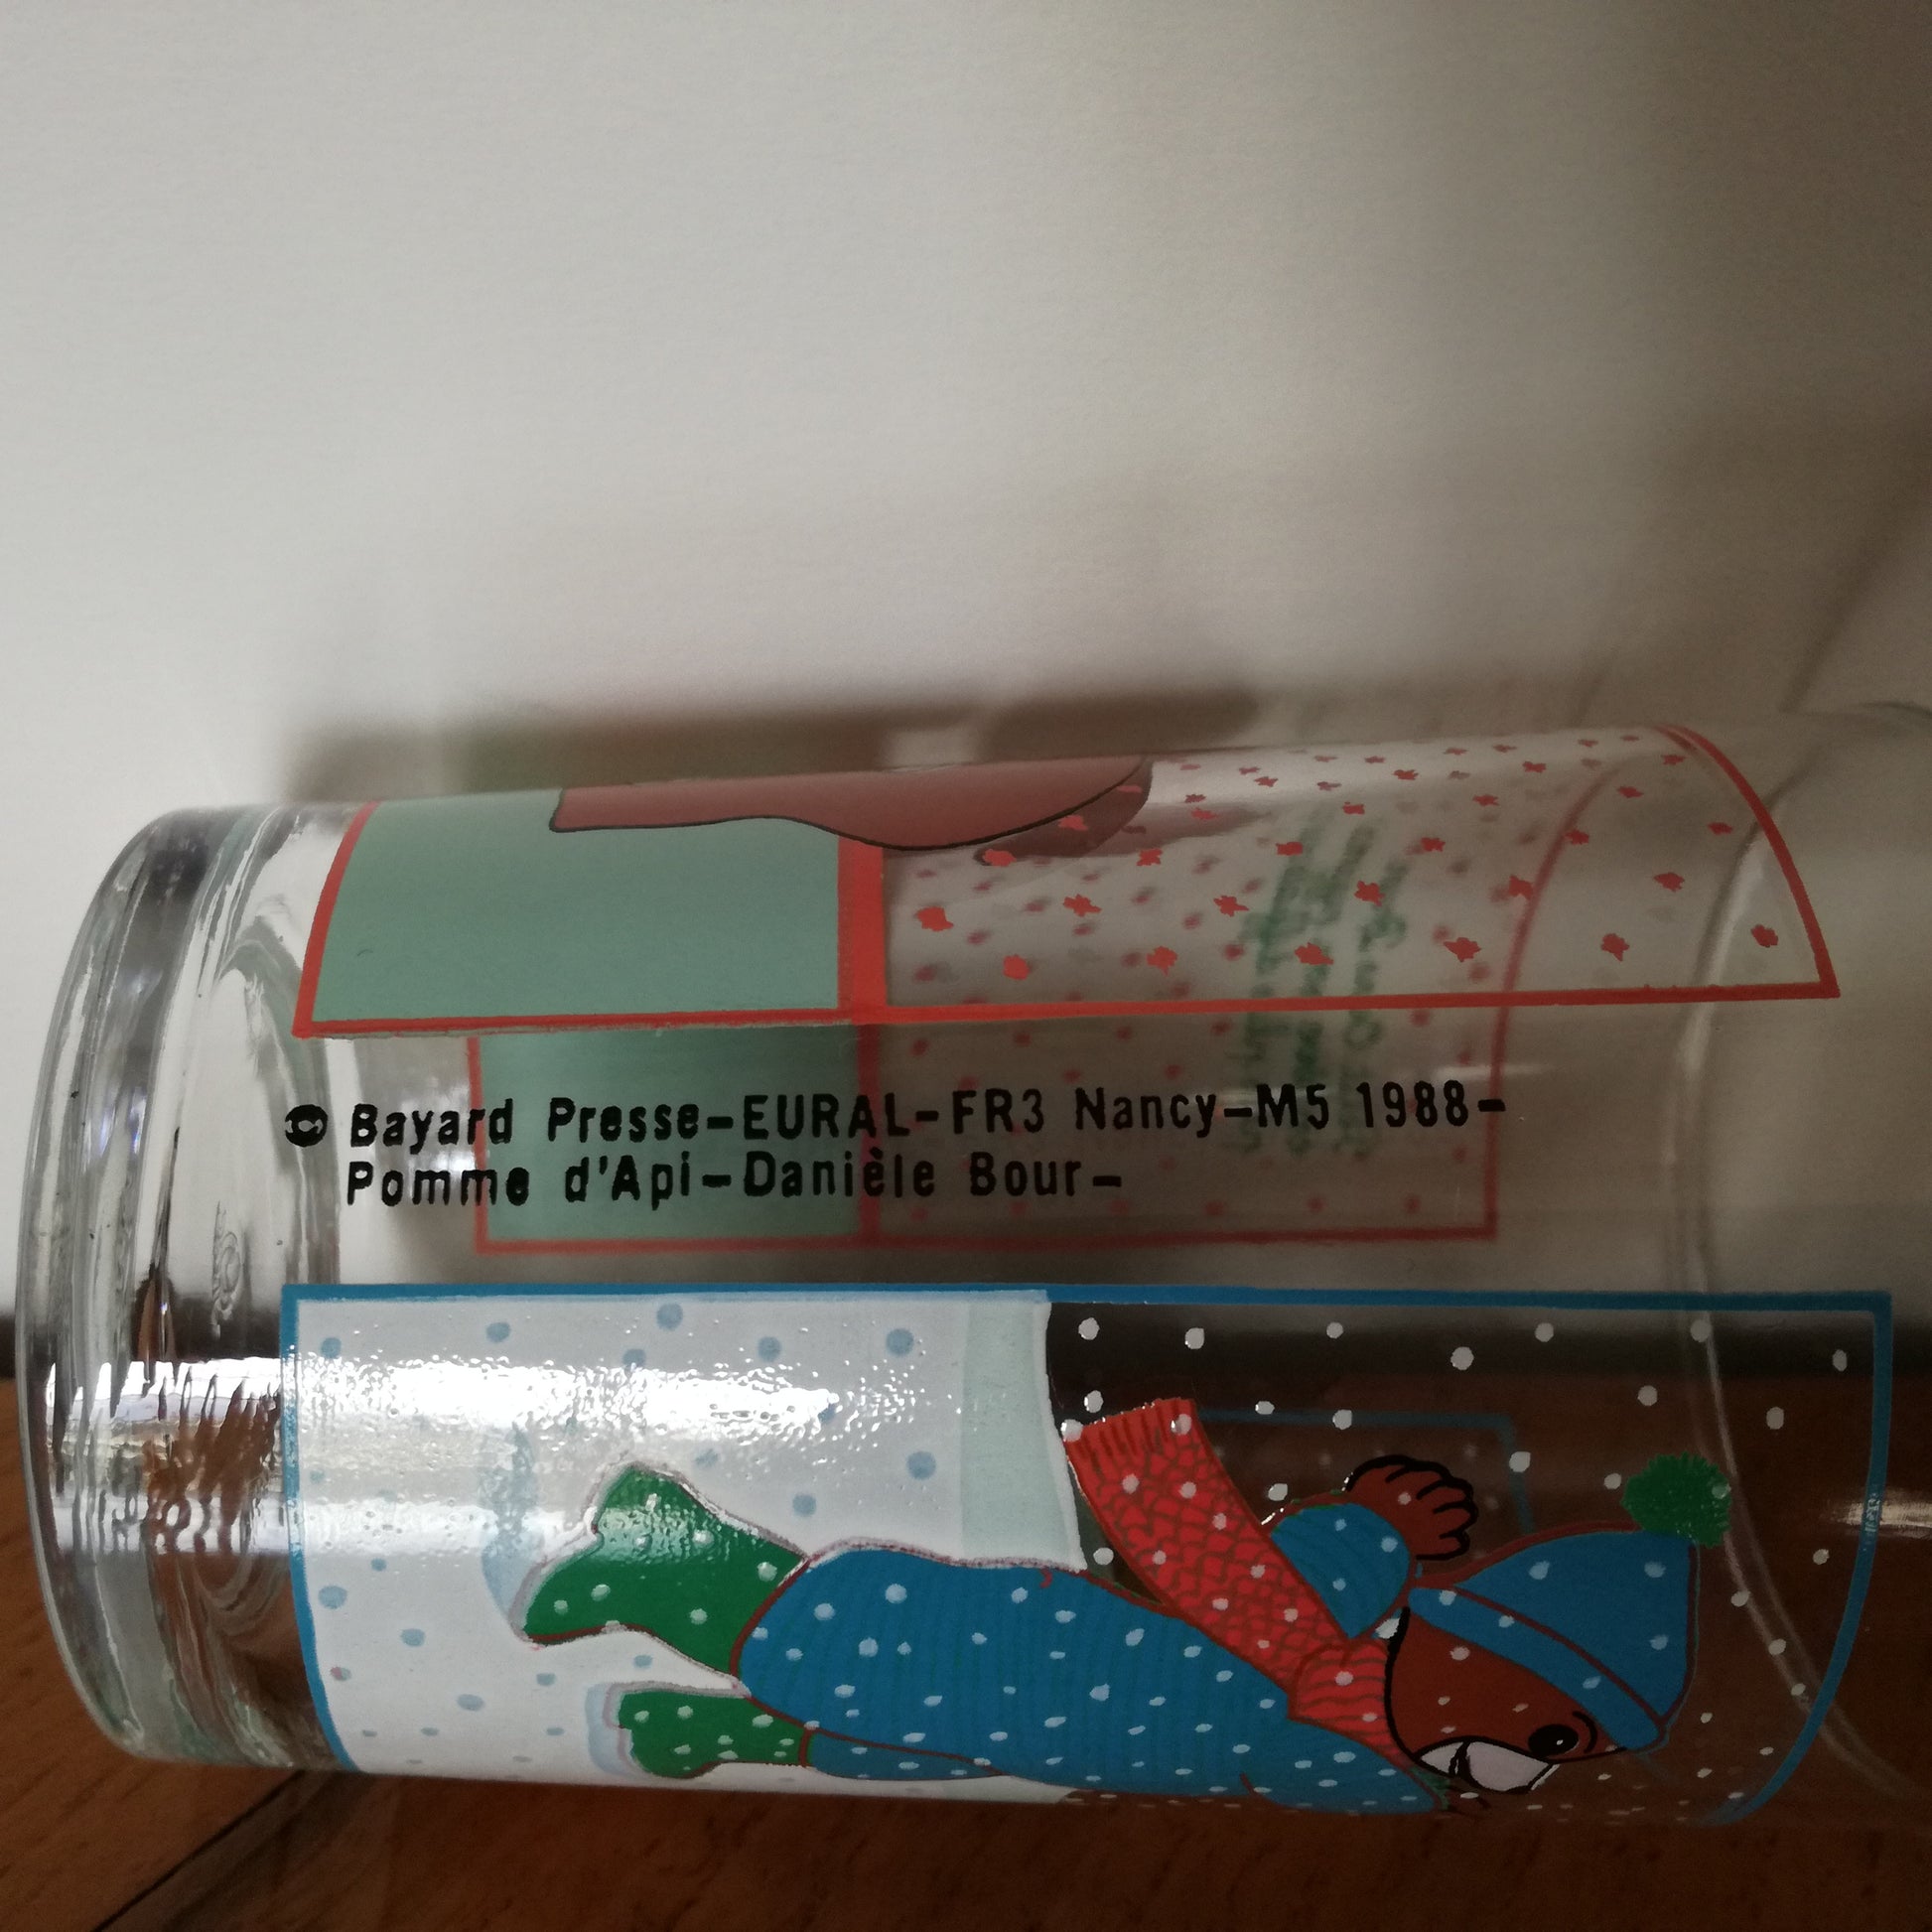 © Bayard Presse-EURAL-FR3 Nancy-M5 1988-
Pomme d'Api-Danièle Bour-